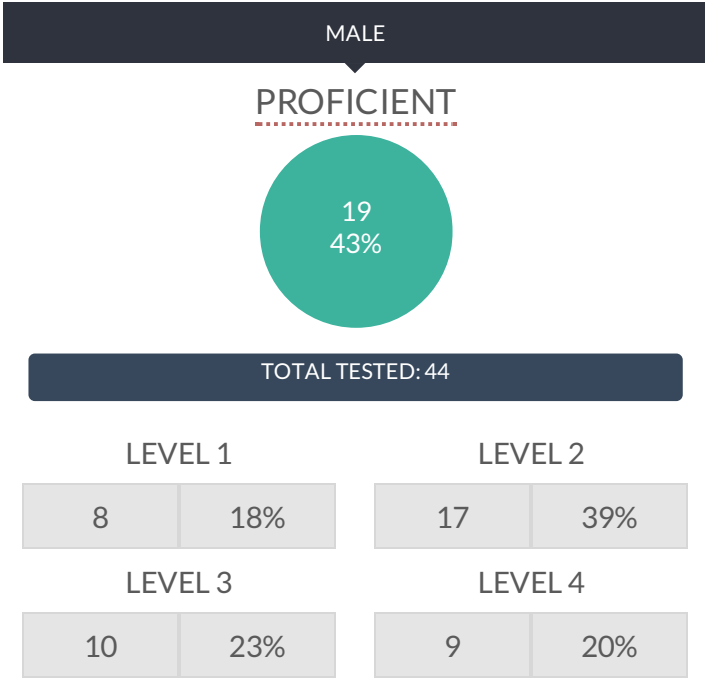 MALE
PROFICIENT
19
43%
TOTAL TESTED: 44
LEVEL 1
8 18%
LEVEL 2
17 39%
LEVEL 3
10 23%
LEVEL 4
9 20%